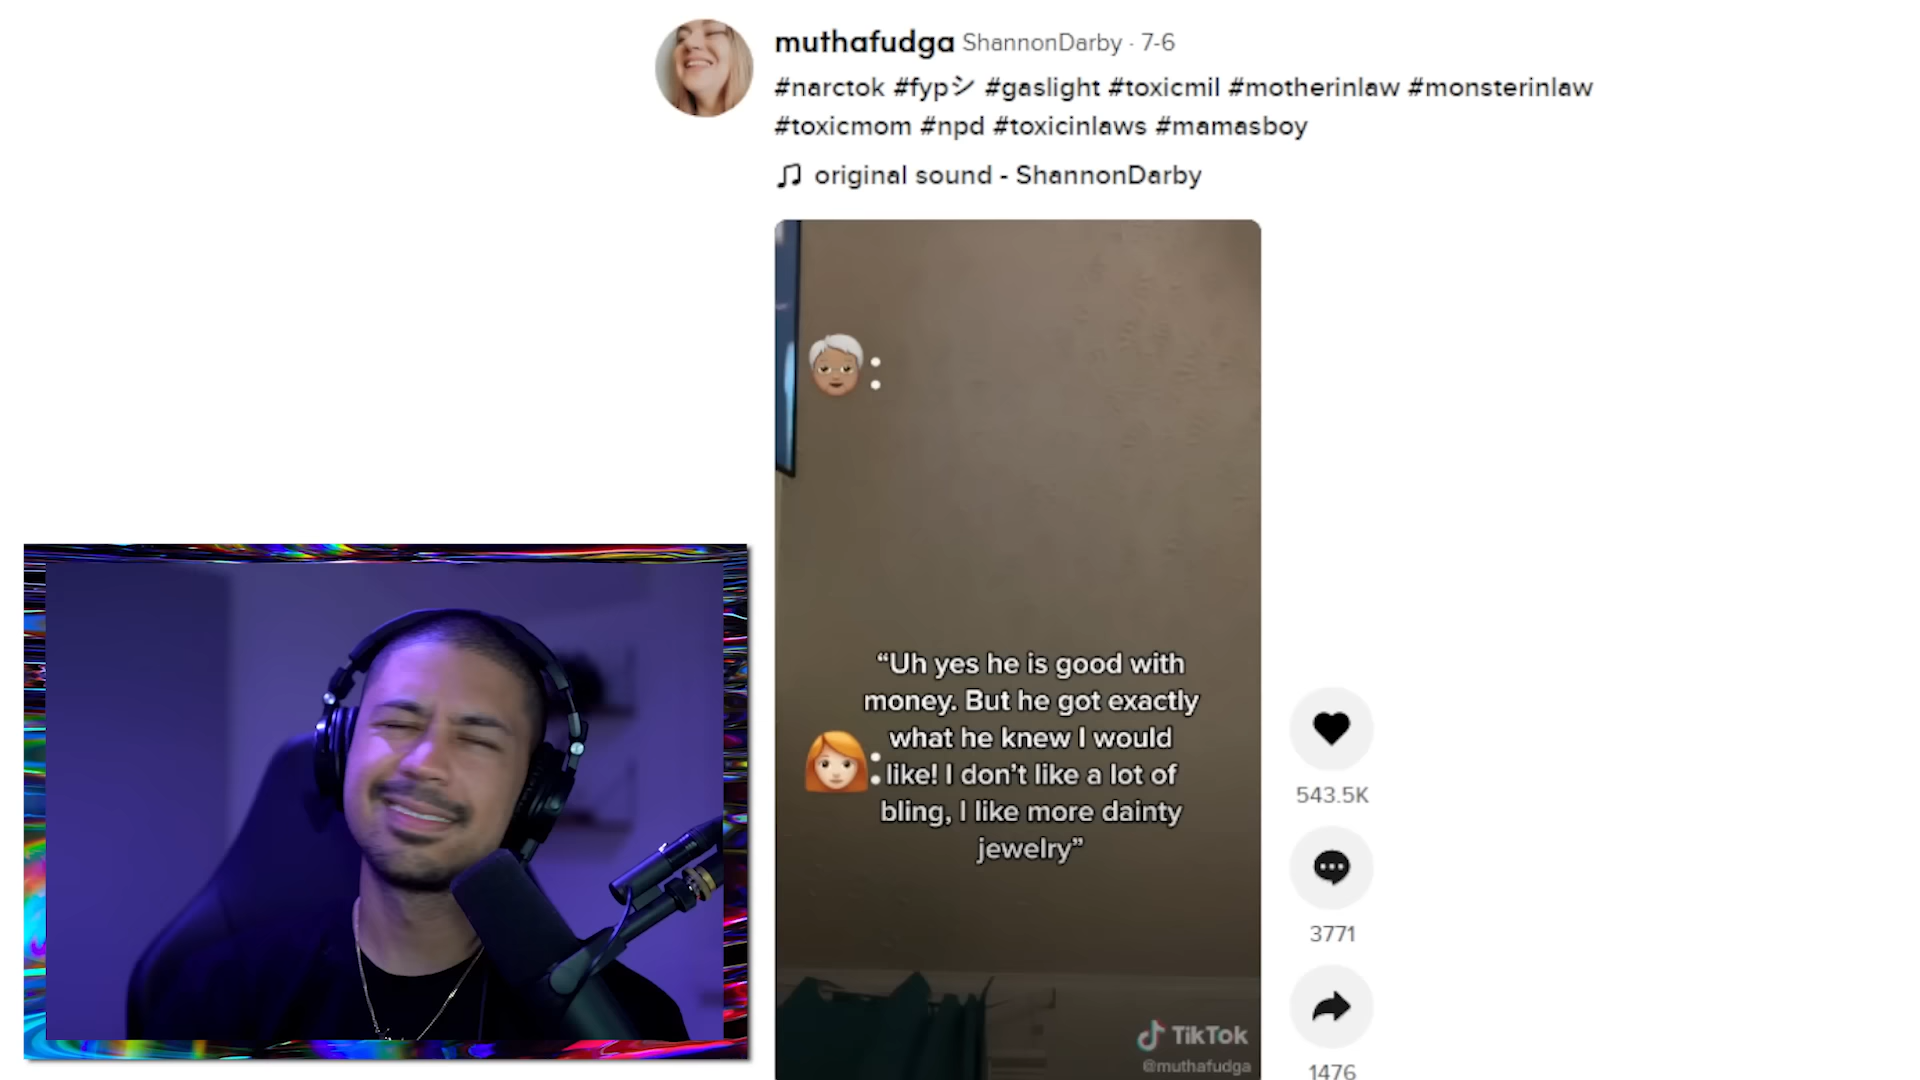 muthafudga ShannonDarby · 7-6
#narctok #fypシ #gaslight #toxicmil #motherinlaw #monsterinlaw
#toxicmom #npd #toxicinlaws #mamasboy
original sound - ShannonDarby
:
“Uh yes he is good with
money. But he got exactly
what he knew I would
: like! I don’t like a lot of
bling, I like more dainty
jewelry”
543.5K
3771
1476
TikTok
@muthafudga